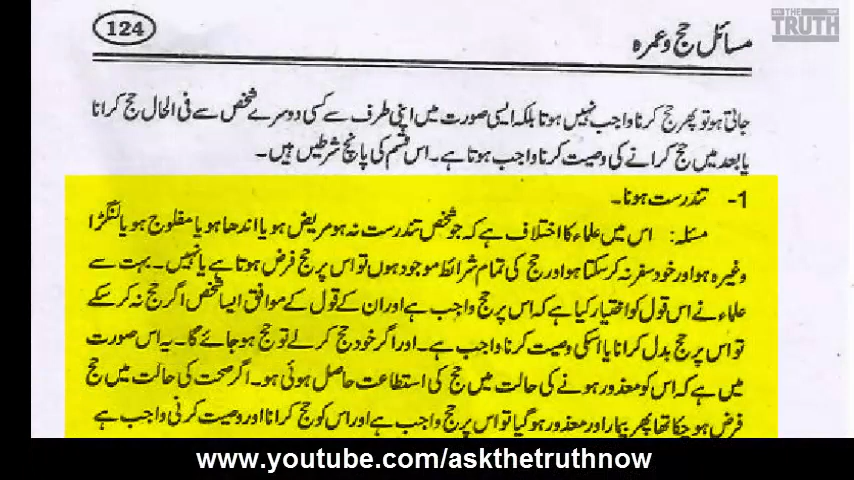 THE
TRUTH
124
مسائل حج وعمرہ
جاتی ہو تو پھر حج کرنا واجب نہیں ہوتا بلکہ ایسی صورت میں اپنی طرف سے کسی دوسرے شخص سے فی الحال حج کرانا
یا بعد میں حج کرانے کی وصیت کرنا واجب ہوتا ہے۔ اس قسم کی پانچ شرطیں ہیں۔
1- تندرست ہونا۔
مسئلہ: اس میں علماء کا اختلاف ہے کہ جو شخص تندرست نہ ہو مریض ہو یا اندھا ہو یا مفلوج ہو یا لنگڑا
وغیرہ ہو اور خود سفر نہ کر سکتا ہو اور حج کی تمام شرائط موجود ہوں تو اس پر حج فرض ہوتا ہے یا نہیں۔ بہت سے
علماء نے اس قول کو اختیار کیا ہے کہ اس پر حج واجب ہے اور ان کے قول کے موافق ایسا شخص اگر حج نہ کر سکے
تو اس پر حج بدل کرانا یا اسکی وصیت کرنا واجب ہے۔ اور اگر خود حج کر لے تو حج ہو جائے گا۔ یہ اس صورت
میں ہے کہ اس کو معذور ہونے کی حالت میں حج کی استطاعت حاصل ہوئی ہو۔ اگر صحت کی حالت میں حج
فرض ہو چکا تھا پھر بیمار اور معذور ہو گیا تو اس پر حج واجب ہے اور اس کو حج کرانا اور وصیت کرنی واجب ہے
www.youtube.com/askthetruthnow